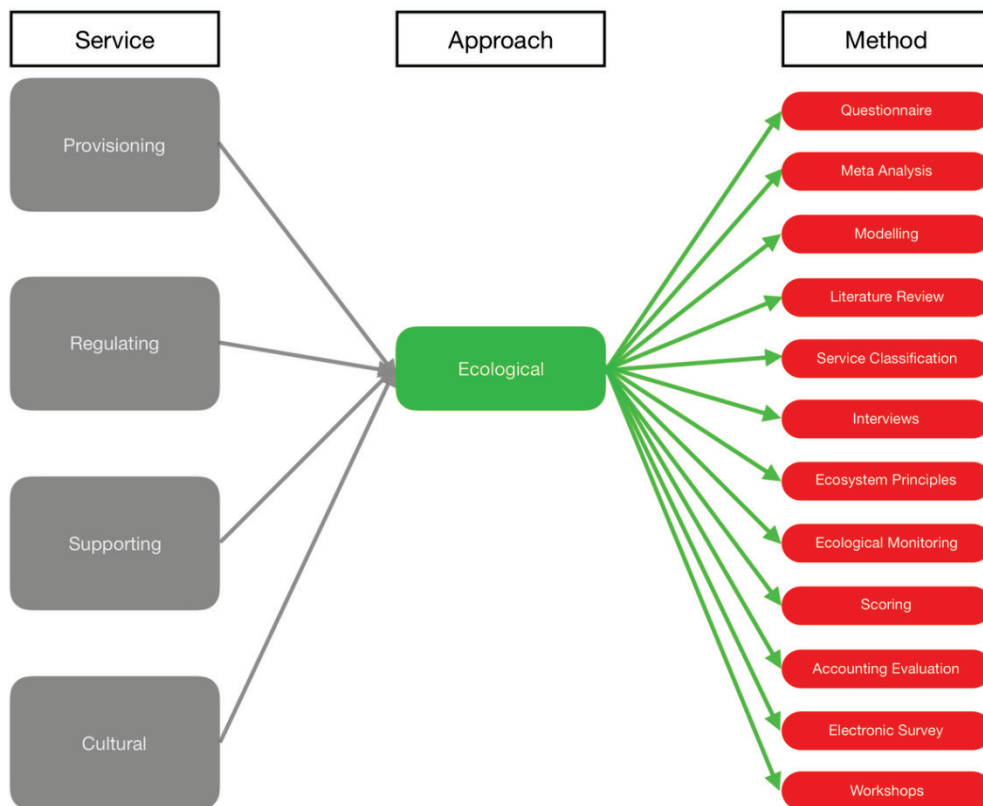 Service
Approach
Method
Provisioning
Regulating
Supporting
Cultural
Ecological
Questionnaire
Meta Analysis
Modelling
Literature Review
Service Classification
Interviews
Ecosystem Principles
Ecological Monitoring
Scoring
Accounting Evaluation
Electronic Survey
Workshops